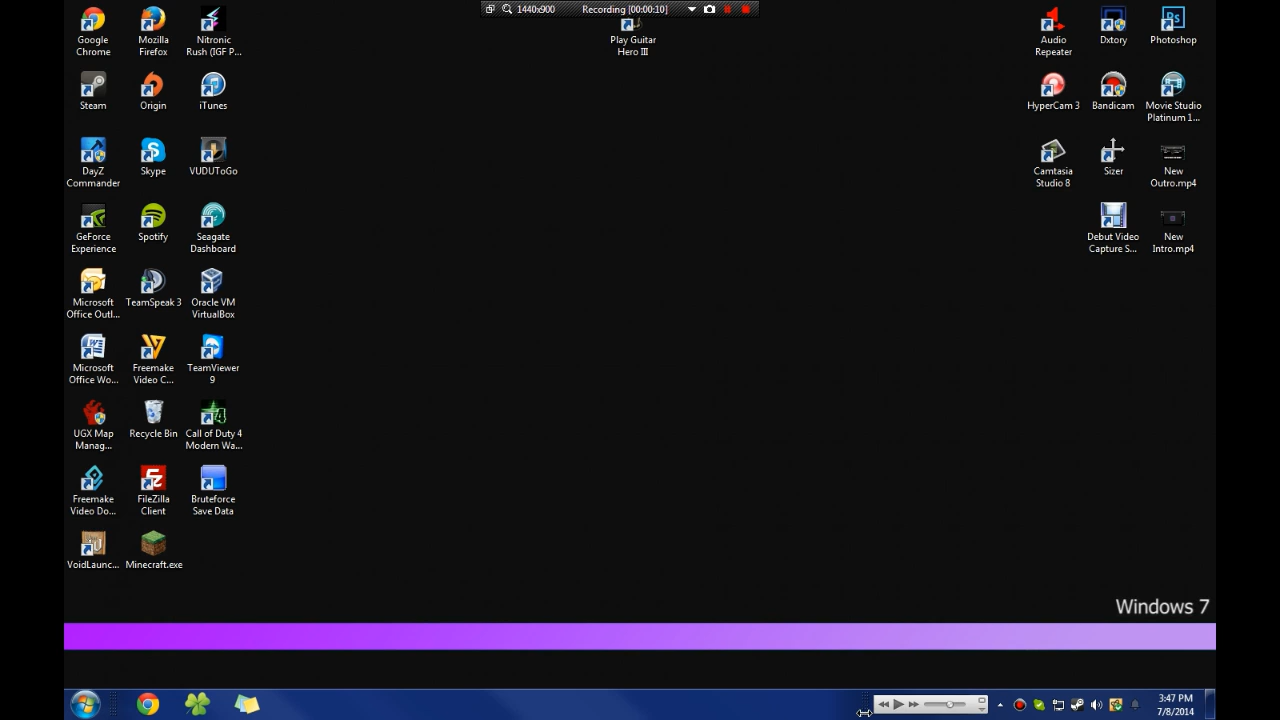 1440x900
Recording [00:00:10]
Google
Chrome
Mozilla
Firefox
Nitronic
Rush (IGF P...
Play Guitar
Hero III
Audio
Repeater
Dxtory
Photoshop
Steam
Origin
iTunes
HyperCam 3
Bandicam
Movie Studio
Platinum 1...
DayZ
Commander
Skype
VUDUToGo
Camtasia
Studio 8
Sizer
New
Outro.mp4
GeForce
Experience
Spotify
Seagate
Dashboard
Debut Video
Capture S...
New
Intro.mp4
Microsoft
Office Outl...
TeamSpeak 3
Oracle VM
VirtualBox
Microsoft
Office Wo...
Freemake
Video C...
TeamViewer
9
UGX Map
Manag...
Recycle Bin
Call of Duty 4
Modern Wa...
Freemake
Video Do...
FileZilla
Client
Bruteforce
Save Data
VoidLaunc...
Minecraft.exe
Windows 7
3:47 PM
7/8/2014